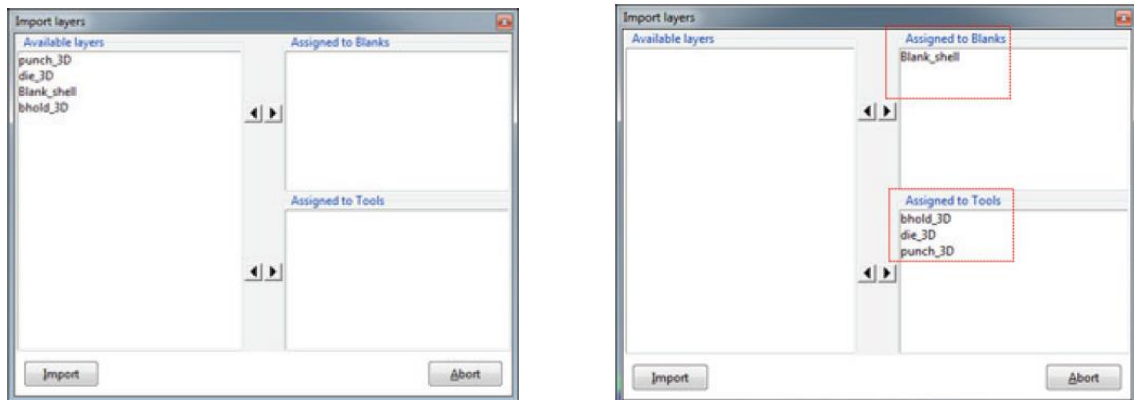 Import layers
Available layers
punch_3D
die_3D
Blank_shell
bhold_3D
Assigned to Blanks
Assigned to Tools
Import
Abort
Import layers
Available layers
Assigned to Blanks
Blank_shell
Assigned to Tools
bhold_3D
die_3D
punch_3D
Import
Abort